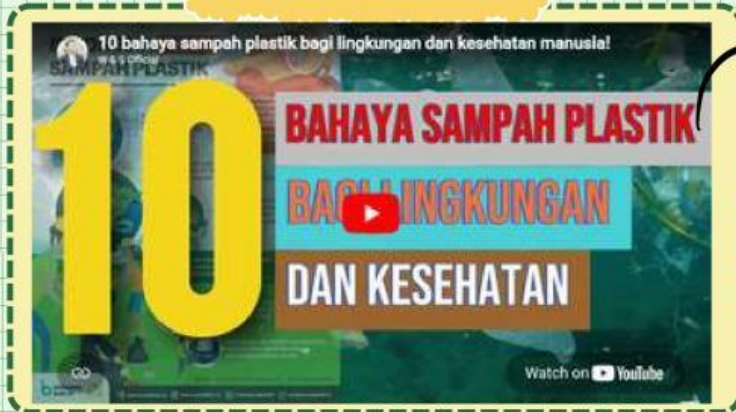 10 bahaya sampah plastik bagi lingkungan dan kesehatan manusia!
W & S Official
SAMPAH PLASTIK
10
BAHAYA SAMPAH PLASTIK
BAGI LINGKUNGAN
DAN KESEHATAN
Watch on YouTube